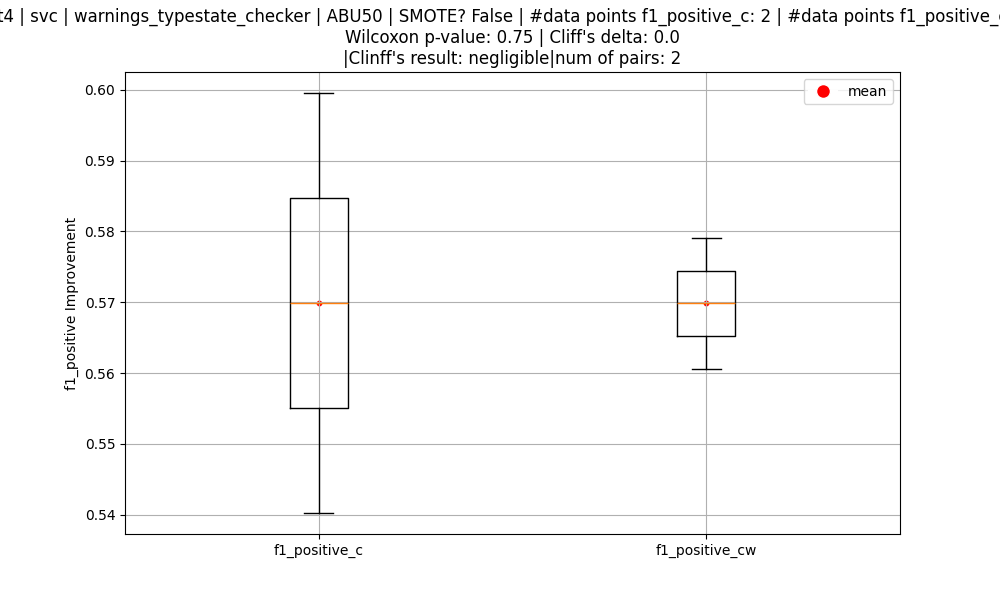 t4 | svc | warnings_typestate_checker | ABU50 | SMOTE? False | #data points f1_positive_c: 2 | #data points f1_positive_
Wilcoxon p-value: 0.75 | Cliff's delta: 0.0
|Clinff's result: negligible|num of pairs: 2
mean
0.60
0.59
0.58
0.57
0.56
0.55
0.54
f1_positive Improvement
f1_positive_c
f1_positive_cw